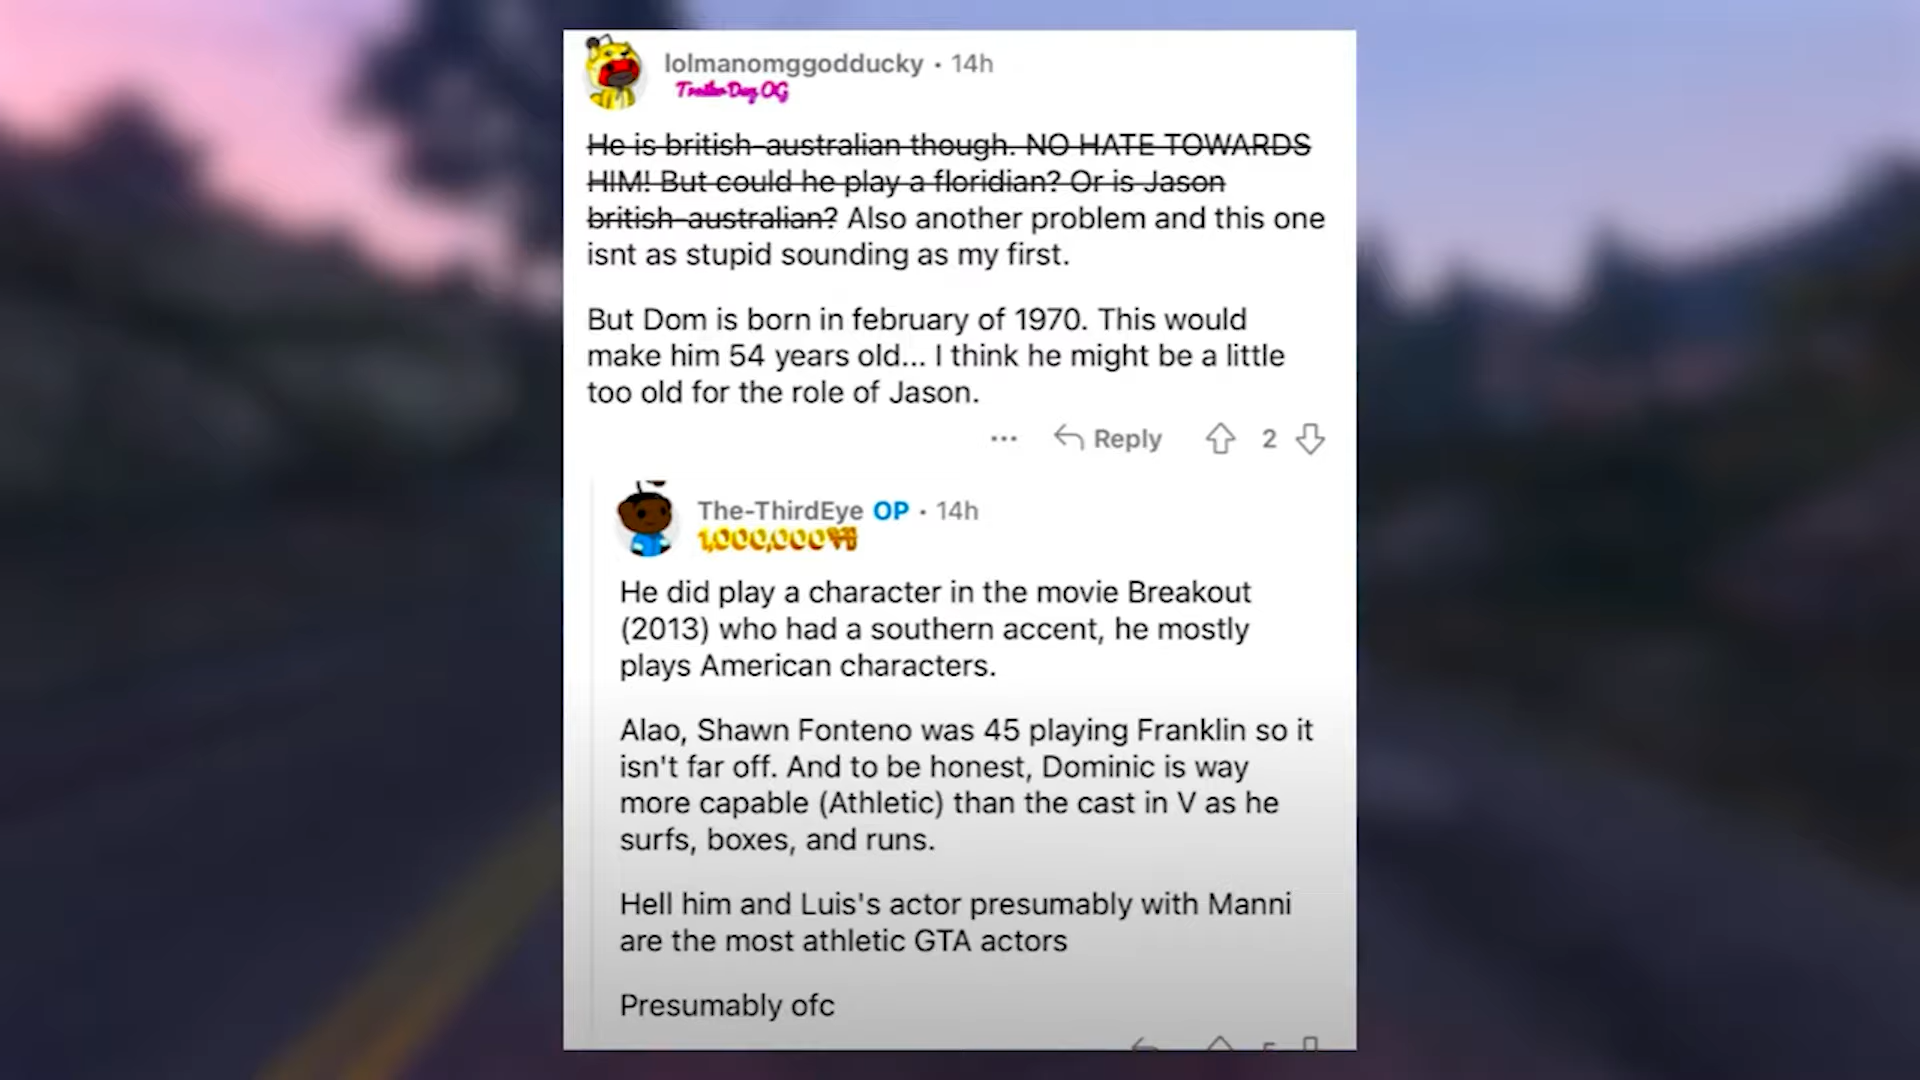 lolmanomggodducky · 14h
Trailer Day OG
He is british-australian though. NO HATE TOWARDS
HIM! But could he play a floridian? Or is Jason
british-australian? Also another problem and this one
isnt as stupid sounding as my first.
But Dom is born in february of 1970. This would
make him 54 years old... I think he might be a little
too old for the role of Jason.
Reply 2
The-ThirdEye OP · 14h
1,000,000
He did play a character in the movie Breakout
(2013) who had a southern accent, he mostly
plays American characters.
Alao, Shawn Fonteno was 45 playing Franklin so it
isn't far off. And to be honest, Dominic is way
more capable (Athletic) than the cast in V as he
surfs, boxes, and runs.
Hell him and Luis's actor presumably with Manni
are the most athletic GTA actors
Presumably ofc